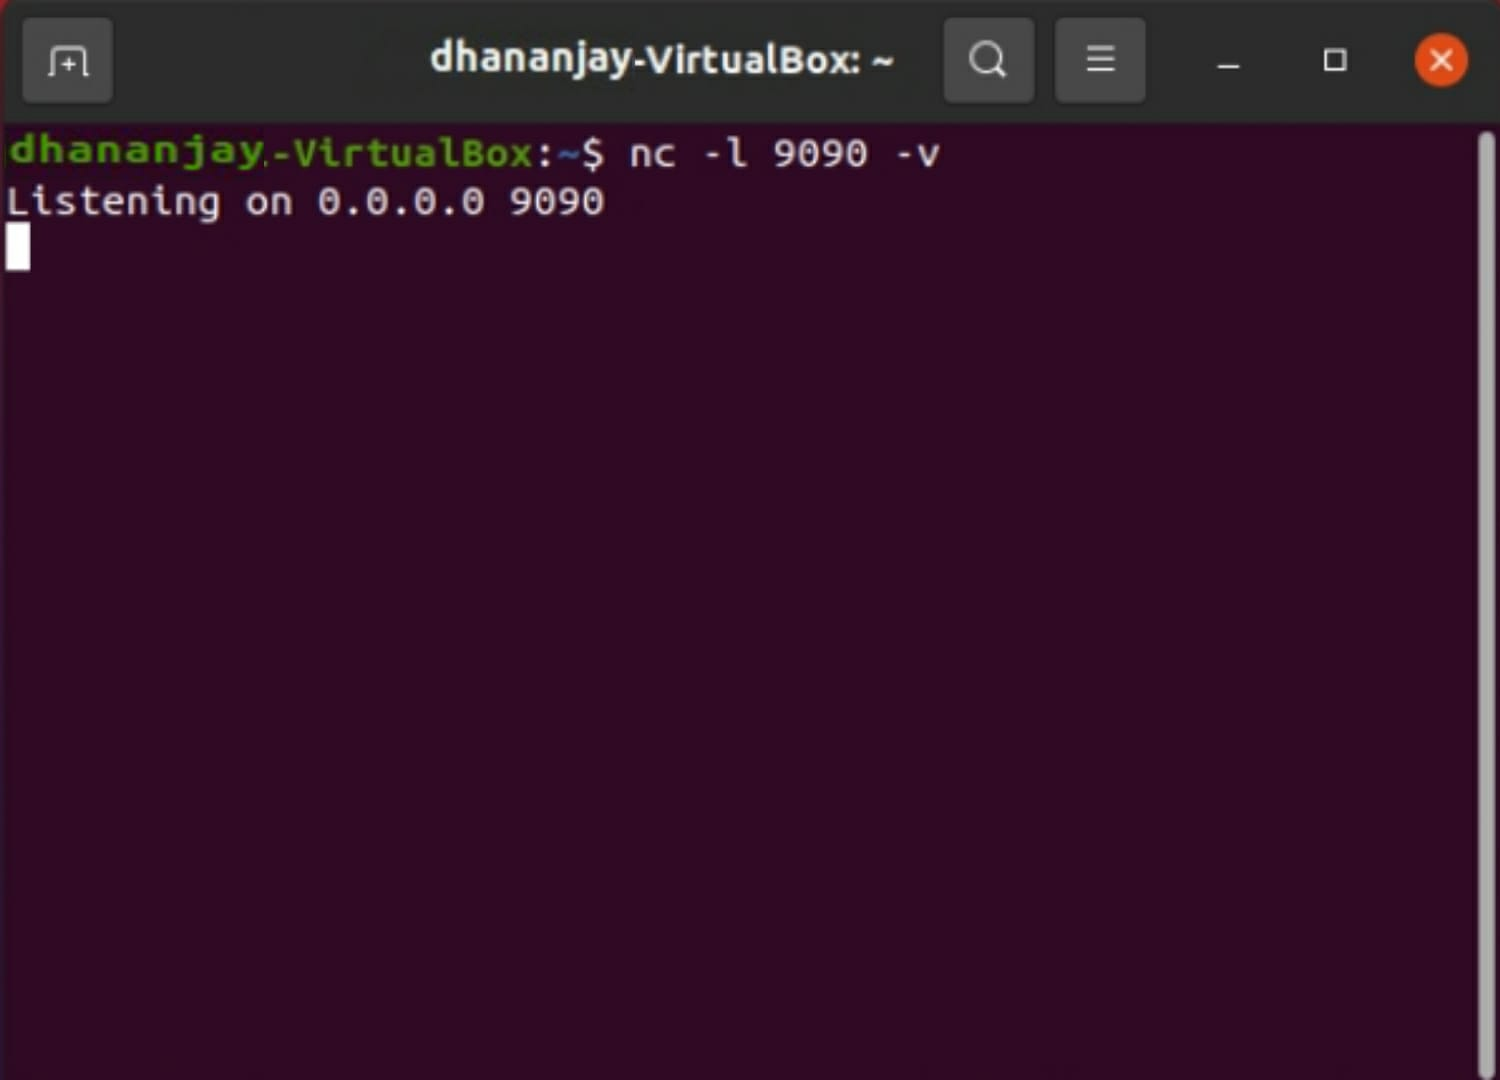 dhananjay-VirtualBox: ~
dhananjay.-VirtualBox:~$ nc -l 9090 -v
Listening on 0.0.0.0 9090